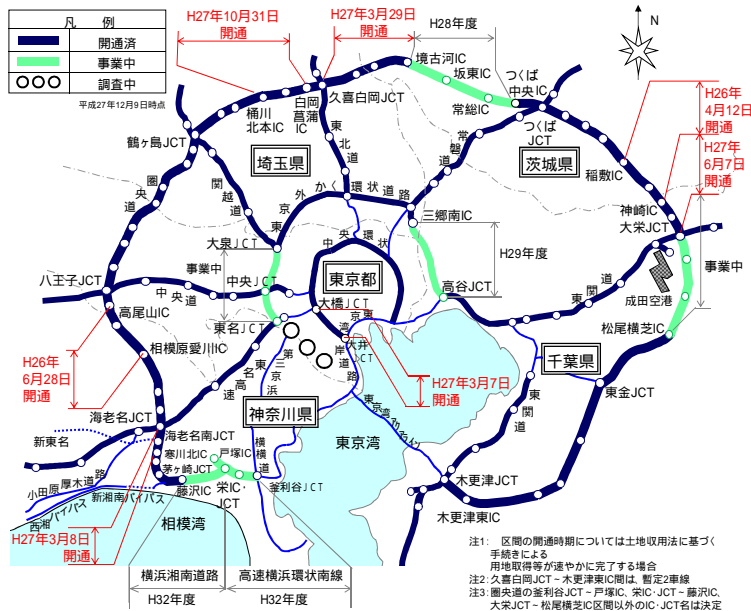 凡 例
開通済
事業中
調査中
平成27年12月9日時点
H27年10月31日
開通
H27年3月29日
開通
H28年度
N
境古河IC
坂東IC
常総IC
つくば
中央IC
つくば
JCT
久喜白岡JCT
白岡
菖蒲
IC
桶川
北本IC
鶴ヶ島JCT
圏央道
関越道
東北道
常磐道
埼玉県
茨城県
H26年
4月12日
開通
H27年
6月7日
開通
稲敷IC
神崎IC
大栄JCT
事業中
成田空港
松尾横芝IC
東京外かく環状道路
三郷南IC
H29年度
高谷JCT
東関道
大泉JCT
事業中
中央環状
東京都
八王子JCT
中央道
中央JCT
高尾山IC
大橋JCT
東名JCT
東京湾岸道路
大井
JCT
H27年3月7日
開通
千葉県
東金JCT
H26年
6月28日
開通
相模原愛川IC
東名高速
第三京浜
神奈川県
横横道
東京湾
東京湾アクアライン
東関道
海老名JCT
新東名
海老名南JCT
寒川北IC
戸塚IC
茅ヶ崎JCT
藤沢IC
栄IC・
JCT
釜利谷JCT
小田原厚木道路
新湘南バイパス
西湘バイパス
相模湾
木更津JCT
木更津東IC
H27年3月8日
開通
横浜湘南道路
高速横浜環状南線
H32年度
H32年度
注1: 区間の開通時期については土地収用法に基づく
手続きによる
用地取得等が速やかに完了する場合
注2:久喜白岡JCT~木更津東IC間は、暫定2車線
注3:圏央道の釜利谷JCT~戸塚IC、栄IC・JCT~藤沢IC、
大栄JCT~松尾横芝IC区間以外のIC・JCT名は決定